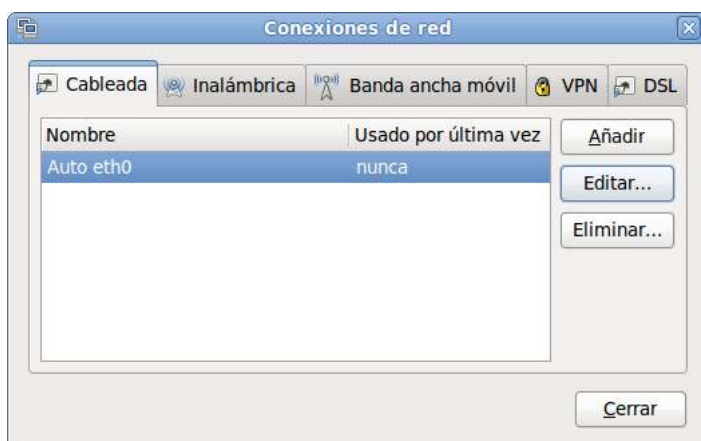 Conexiones de red
Cableada Inalámbrica Banda ancha móvil VPN DSL
Nombre Usado por última vez
Auto eth0 nunca
Añadir
Editar...
Eliminar...
Cerrar